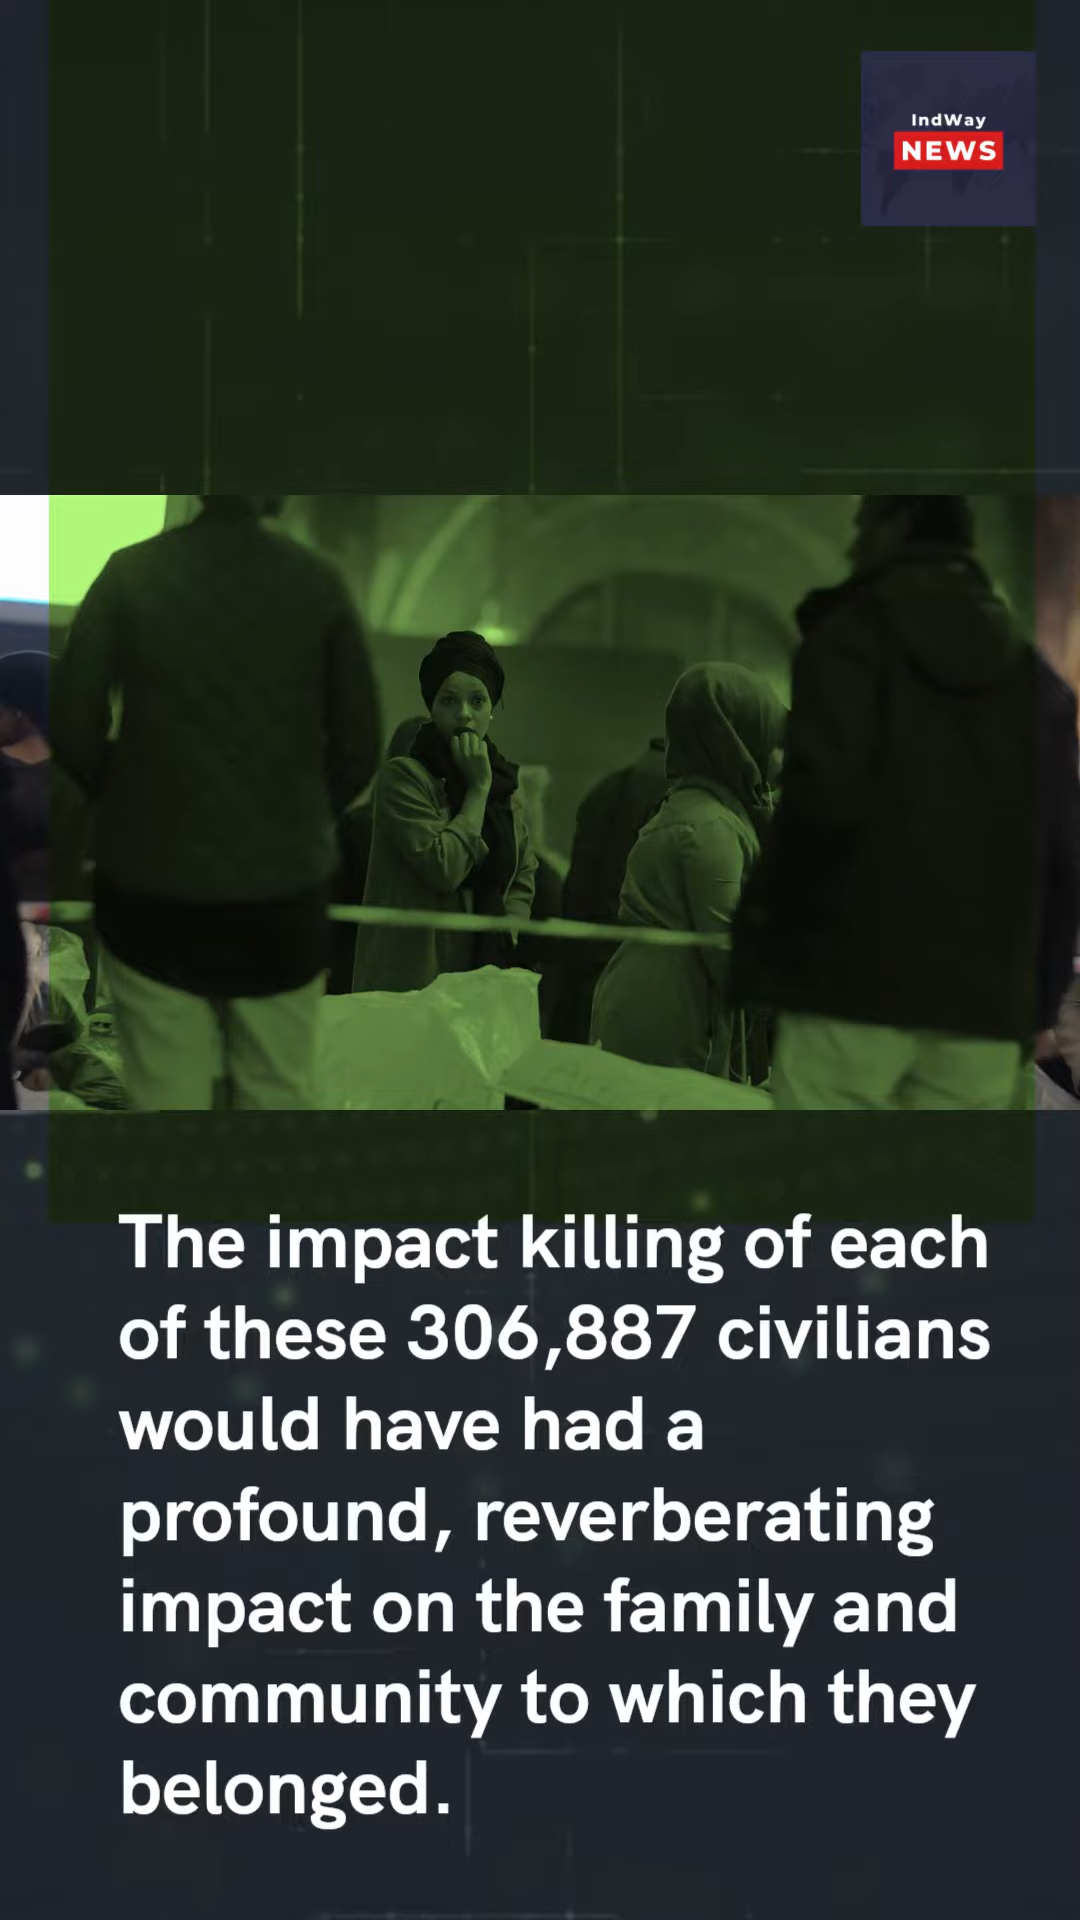 IndWay
NEWS
The impact killing of each
of these 306,887 civilians
would have had a
profound, reverberating
impact on the family and
community to which they
belonged.